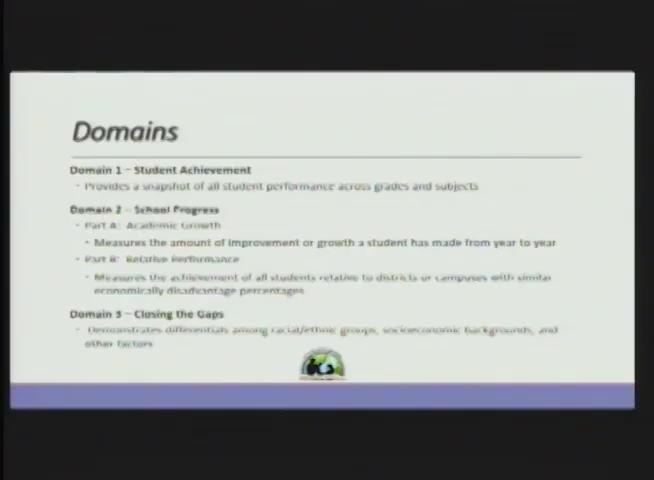 Domains
Domain 1 – Student Achievement
• Provides a snapshot of all student performance across grades and subjects
Domain 2 – School Progress
• Part A: Academic Growth
• Measures the amount of improvement or growth a student has made from year to year
• Part B: Relative Performance
• Measures the achievement of all students relative to districts or campuses with similar
economically disadvantage percentages
Domain 3 – Closing the Gaps
• Demonstrates differentials among racial/ethnic groups, socioeconomic backgrounds, and
other factors